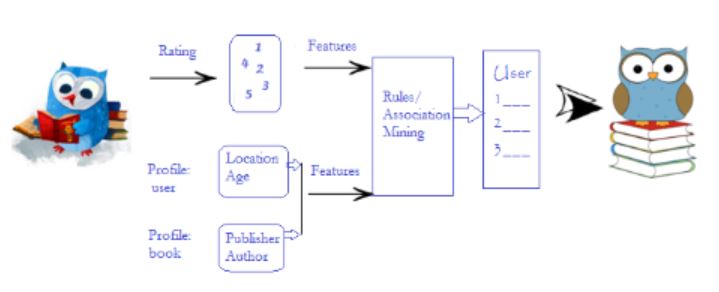 Rating
1
4 2
3
5
Features
Rules/
Association
Mining
User
1___
2___
3___
Profile:
user
Location
Age
Features
Profile:
book
Publisher
Author